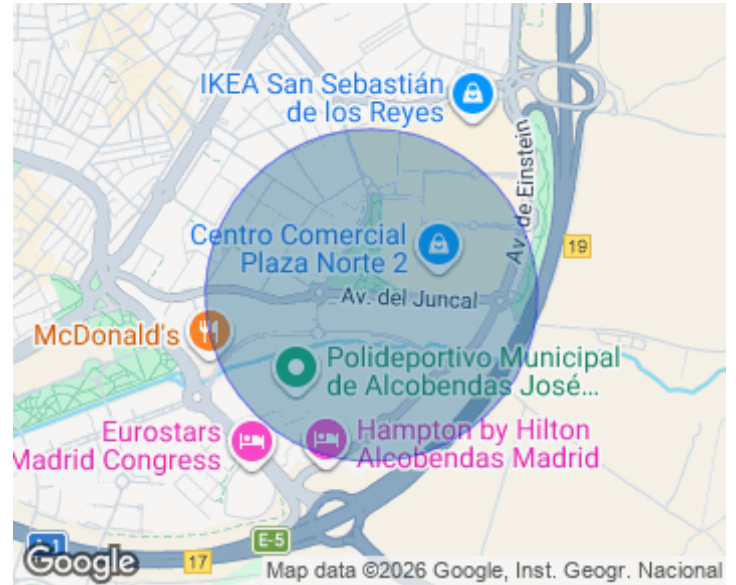 IKEA San Sebastián
de los Reyes
Av. de Einstein
Centro Comercial
Plaza Norte 2
19
Av. del Juncal
McDonald's
Polideportivo Municipal
de Alcobendas José...
Eurostars
Madrid Congress
Hampton by Hilton
Alcobendas Madrid
E-5
17
Google
Map data ©2026 Google, Inst. Geogr. Nacional